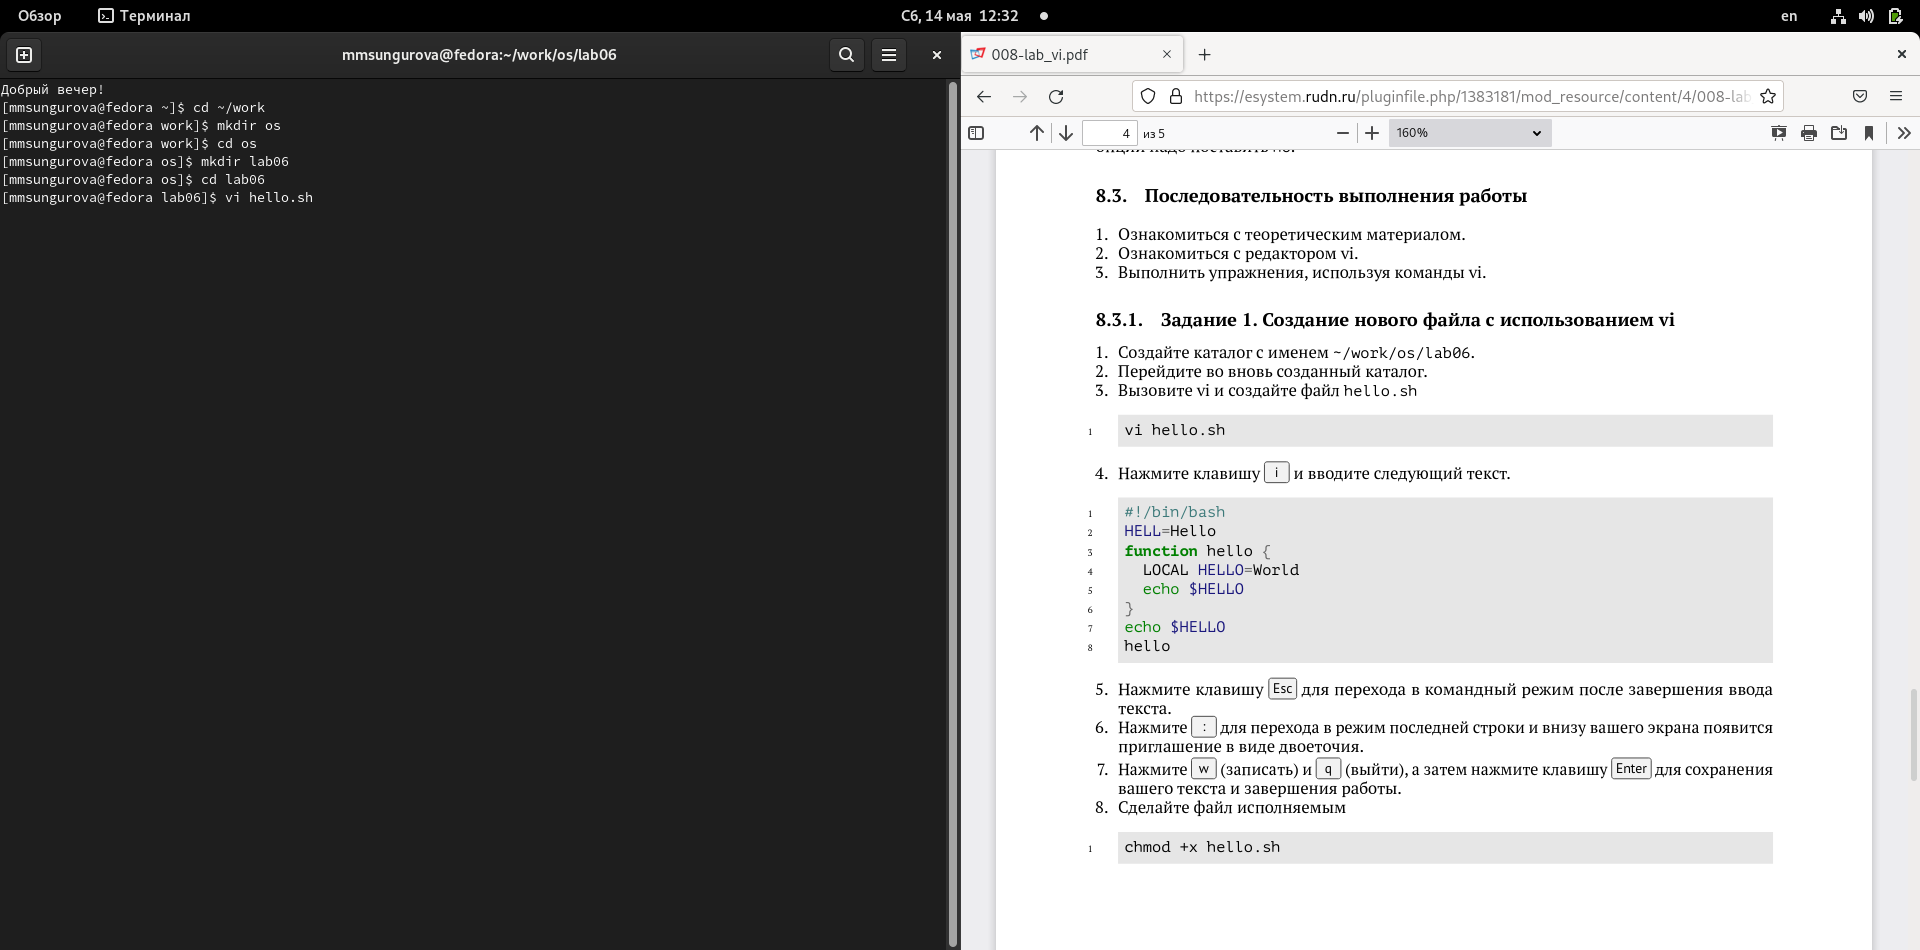 Обзор
Терминал
Сб, 14 мая 12:32
en
mmsungurova@fedora:~/work/os/lab06
Добрый вечер!
[mmsungurova@fedora ~]$ cd ~/work
[mmsungurova@fedora work]$ mkdir os
[mmsungurova@fedora work]$ cd os
[mmsungurova@fedora os]$ mkdir lab06
[mmsungurova@fedora os]$ cd lab06
[mmsungurova@fedora lab06]$ vi hello.sh
008-lab_vi.pdf
https://esystem.rudn.ru/pluginfile.php/1383181/mod_resource/content/4/008-lab
4 из 5
160%
8.3. Последовательность выполнения работы
1. Ознакомиться с теоретическим материалом.
2. Ознакомиться с редактором vi.
3. Выполнить упражнения, используя команды vi.
8.3.1. Задание 1. Создание нового файла с использованием vi
1. Создайте каталог с именем ~/work/os/lab06.
2. Перейдите во вновь созданный каталог.
3. Вызовите vi и создайте файл hello.sh
1 vi hello.sh
4. Нажмите клавишу i и вводите следующий текст.
1 #!/bin/bash
2 HELL=Hello
3 function hello {
4 LOCAL HELLO=World
5 echo $HELLO
6 }
7 echo $HELLO
8 hello
5. Нажмите клавишу Esc для перехода в командный режим после завершения ввода
текста.
6. Нажмите : для перехода в режим последней строки и внизу вашего экрана появится
приглашение в виде двоеточия.
7. Нажмите w (записать) и q (выйти), а затем нажмите клавишу Enter для сохранения
вашего текста и завершения работы.
8. Сделайте файл исполняемым
1 chmod +x hello.sh